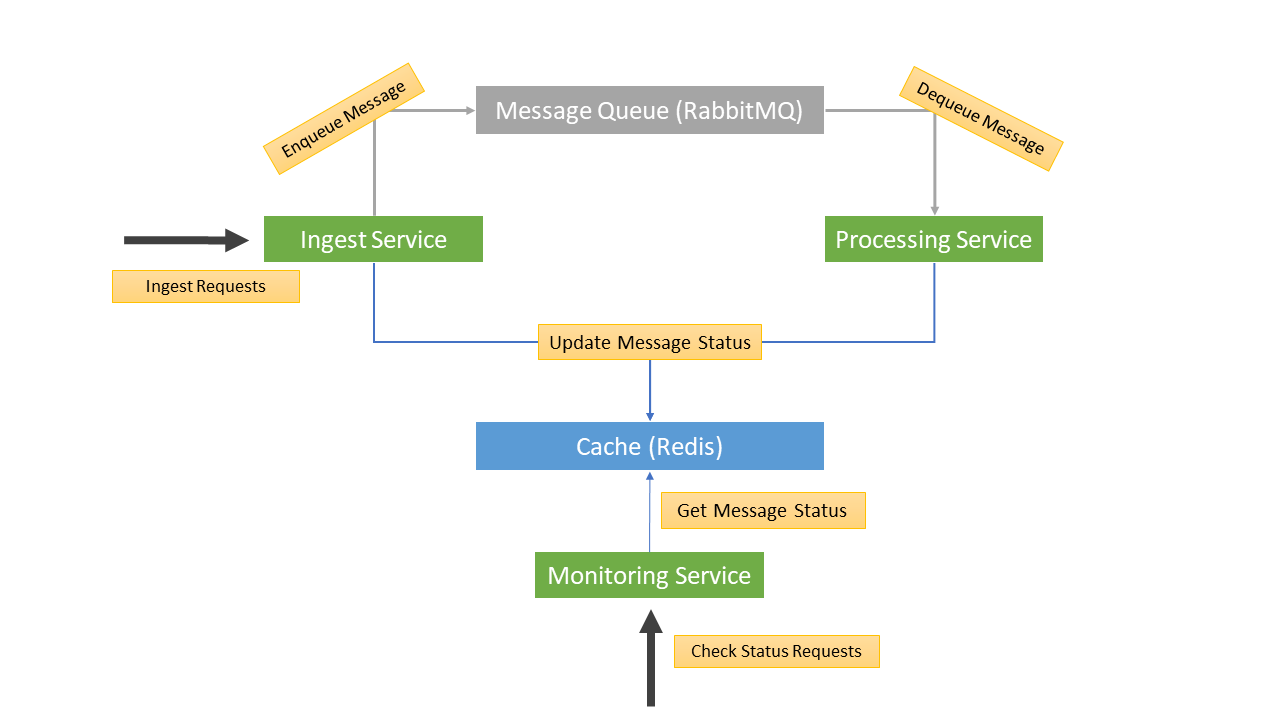 Enqueue Message
Message Queue (RabbitMQ)
Dequeue Message
Ingest Service
Processing Service
Ingest Requests
Update Message Status
Cache (Redis)
Get Message Status
Monitoring Service
Check Status Requests